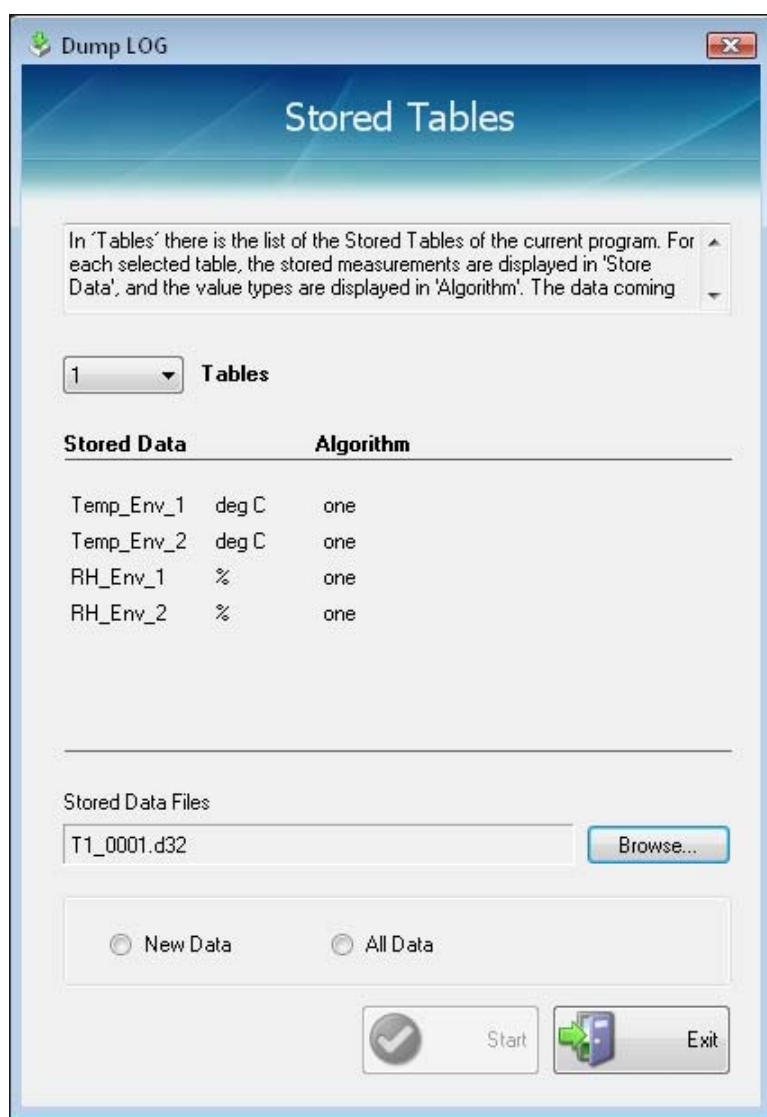 Dump LOG
Stored Tables
In ´Tables´ there is the list of the Stored Tables of the current program. For
each selected table, the stored measurements are displayed in 'Store
Data', and the value types are displayed in 'Algorithm'. The data coming
1 Tables
Stored Data Algorithm
Temp_Env_1 deg C one
Temp_Env_2 deg C one
RH_Env_1 % one
RH_Env_2 % one
Stored Data Files
T1_0001.d32 Browse...
New Data All Data
Start Exit